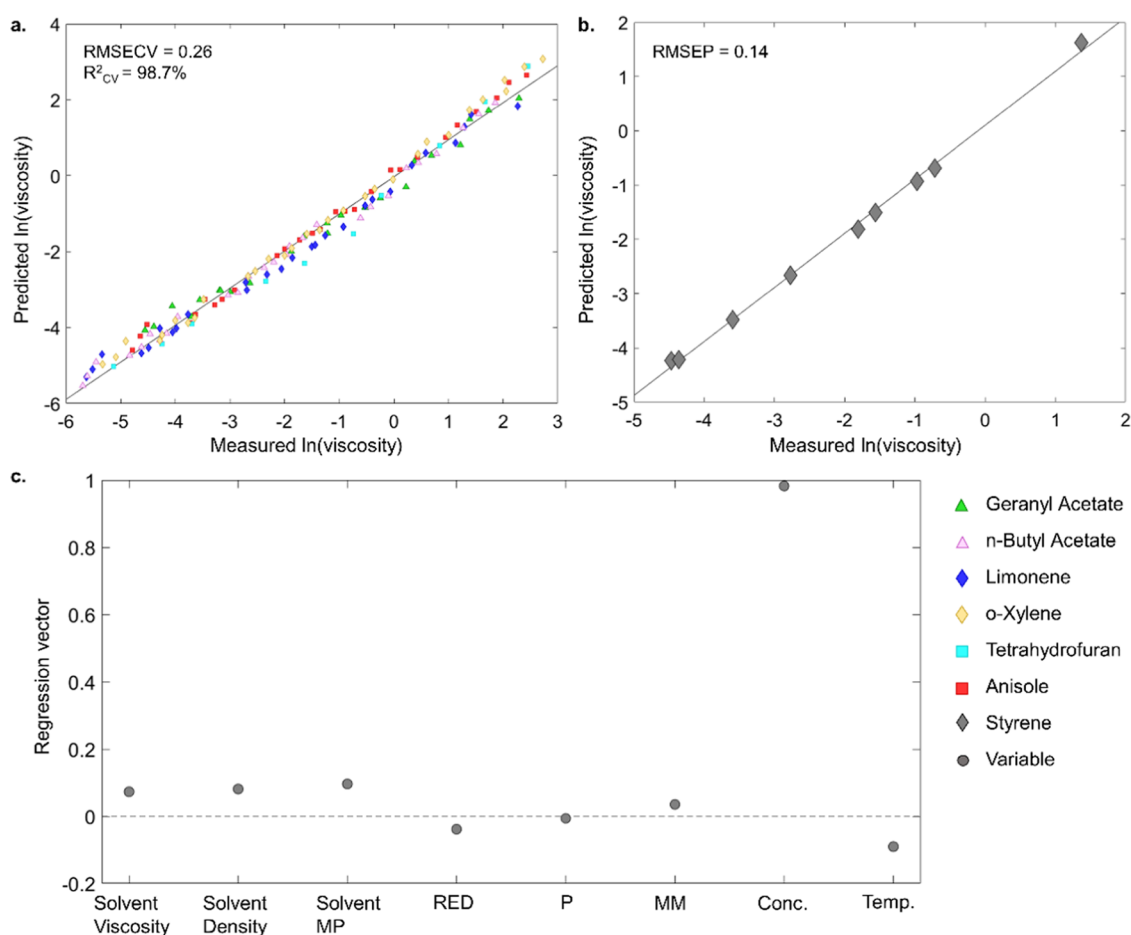 a.
RMSECV = 0.26
R²CV = 98.7%
4
2
0
-2
-4
-6
Predicted ln(viscosity)
-6 -5 -4 -3 -2 -1 0 1 2 3
Measured ln(viscosity)
b.
RMSEP = 0.14
2
1
0
-1
-2
-3
-4
-5
Predicted ln(viscosity)
-5 -4 -3 -2 -1 0 1 2
Measured ln(viscosity)
c.
1
0.8
0.6
0.4
0.2
0
-0.2
Regression vector
Solvent Viscosity
Solvent Density
Solvent MP
RED
P
MM
Conc.
Temp.
Geranyl Acetate
n-Butyl Acetate
Limonene
o-Xylene
Tetrahydrofuran
Anisole
Styrene
Variable